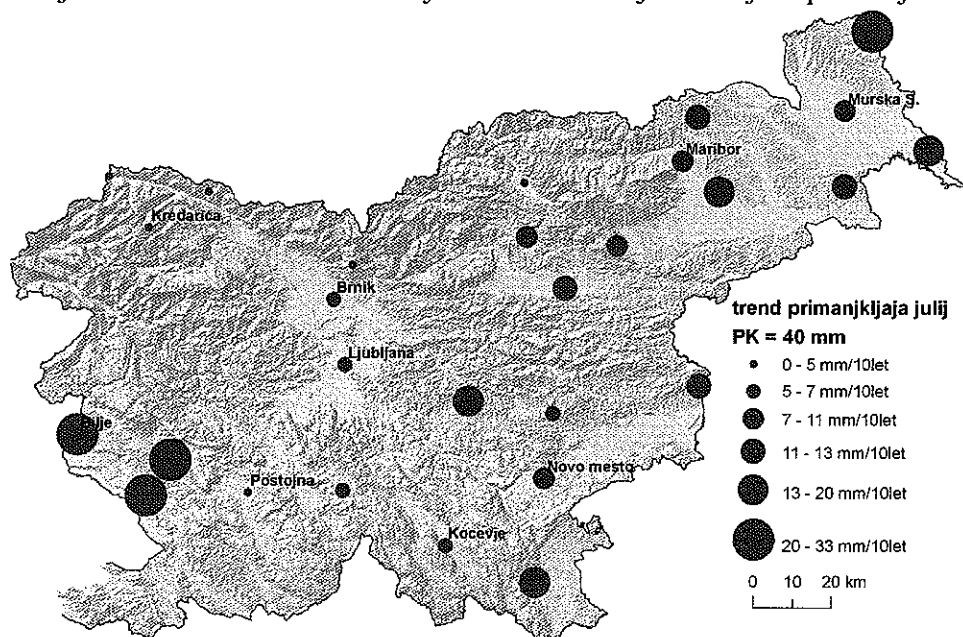 Murska S.
Maribor
Kredarica
Brnik
Ljubljana
Bilje
Postojna
Novo mesto
Kocevje
trend primanjkljaja julij
PK = 40 mm
0 - 5 mm/10let
5 - 7 mm/10let
7 - 11 mm/10let
11 - 13 mm/10let
13 - 20 mm/10let
20 - 33 mm/10let
0 10 20 km